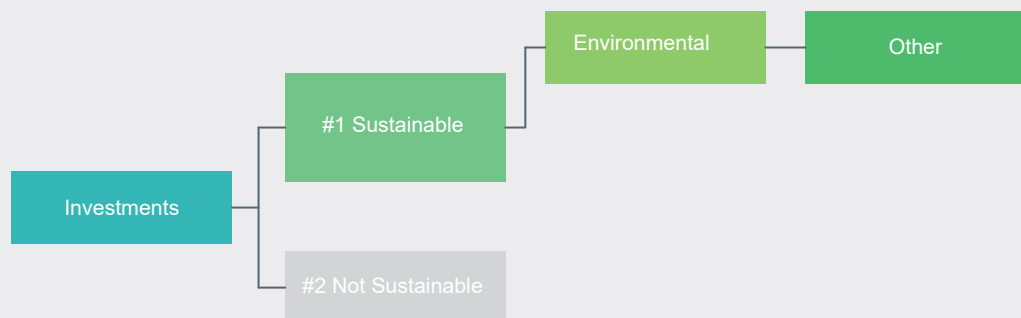 Environmental
Other
#1 Sustainable
Investments
#2 Not Sustainable